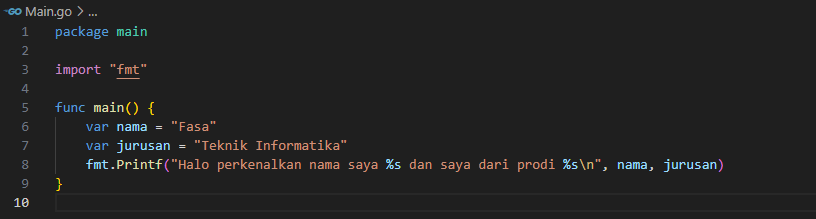 GO Main.go > ...
1 package main
2
3 import "fmt"
4
5 func main() {
6     var nama = "Fasa"
7     var jurusan = "Teknik Informatika"
8     fmt.Printf("Halo perkenalkan nama saya %s dan saya dari prodi %s\n", nama, jurusan)
9 }
10